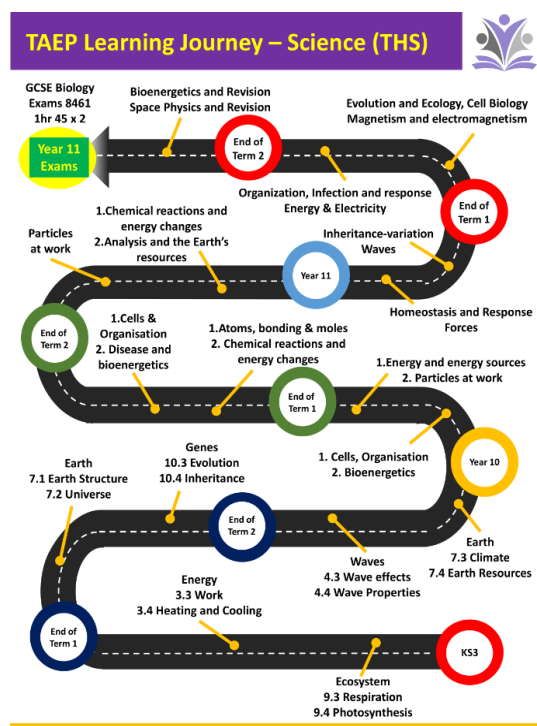 TAEP Learning Journey – Science (THS)
GCSE Biology
Exams 8461
1hr 45 x 2
Year 11
Exams
Bioenergetics and Revision
Space Physics and Revision
End of
Term 2
Evolution and Ecology, Cell Biology
Magnetism and electromagnetism
Organization, Infection and response
Energy & Electricity
End of
Term 1
1.Chemical reactions and
energy changes
2.Analysis and the Earth's
resources
Particles
at work
Inheritance-variation
Waves
Year 11
Homeostasis and Response
Forces
End of
Term 2
1.Cells &
Organisation
2. Disease and
bioenergetics
1.Atoms, bonding & moles
2. Chemical reactions and
energy changes
End of
Term 1
1.Energy and energy sources
2. Particles at work
1. Cells, Organisation
2. Bioenergetics
Year 10
Earth
7.1 Earth Structure
7.2 Universe
Genes
10.3 Evolution
10.4 Inheritance
End of
Term 2
Waves
4.3 Wave effects
4.4 Wave Properties
Earth
7.3 Climate
7.4 Earth Resources
Energy
3.3 Work
3.4 Heating and Cooling
End of
Term 1
KS3
Ecosystem
9.3 Respiration
9.4 Photosynthesis